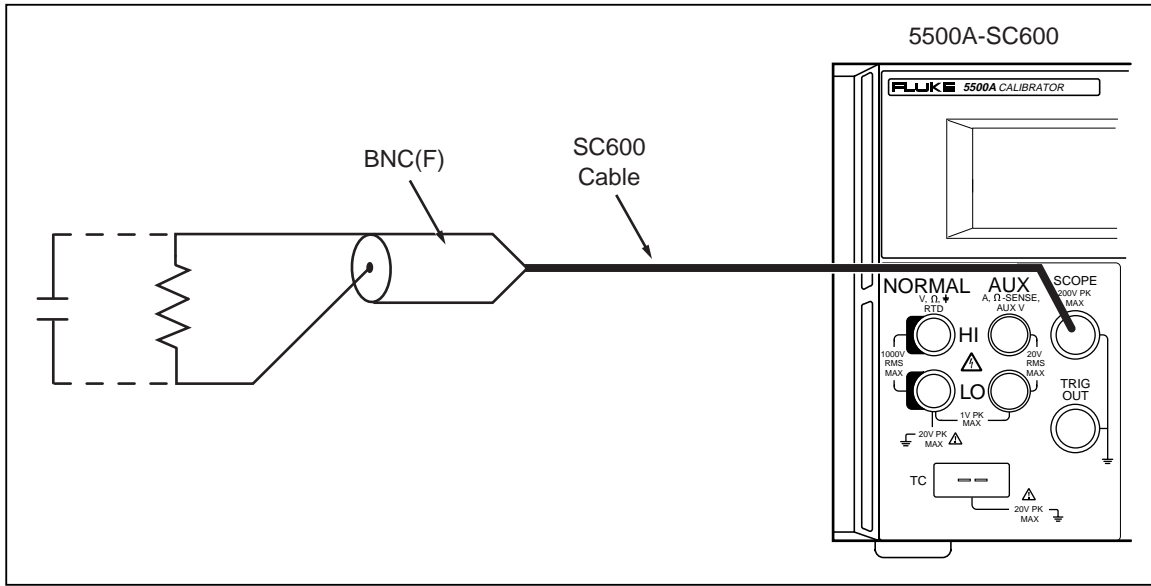 5500A-SC600
FLUKE 5500A CALIBRATOR
BNC(F)
SC600
Cable
NORMAL
V, Ω,
RTD
AUX
A, Ω-SENSE,
AUX V
SCOPE
200V PK
MAX
HI
1000V
RMS
MAX
20V
RMS
MAX
LO
TRIG
OUT
1V PK
MAX
20V PK
MAX
TC
20V PK
MAX